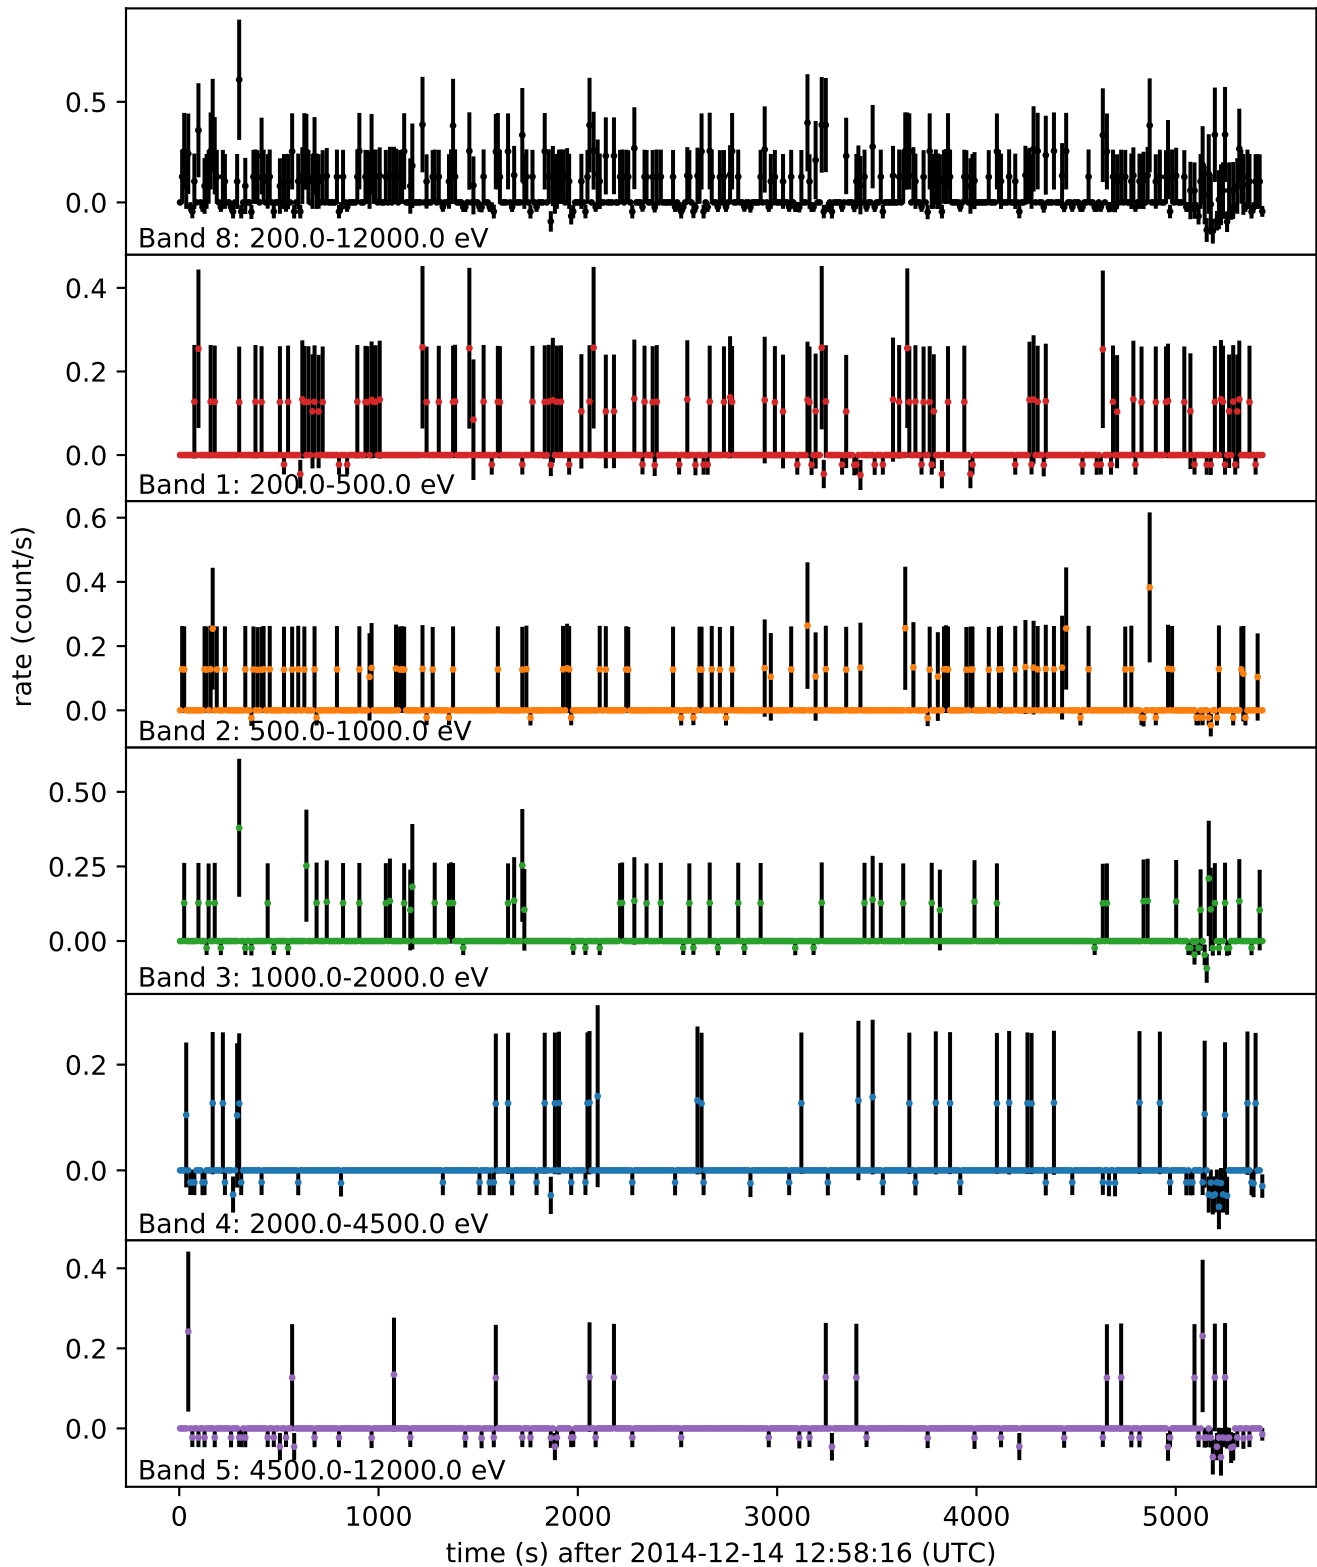 0.5
0.0
Band 8: 200.0-12000.0 eV
0.4
0.2
0.0
Band 1: 200.0-500.0 eV
rate (count/s)
0.6
0.4
0.2
0.0
Band 2: 500.0-1000.0 eV
0.50
0.25
0.00
Band 3: 1000.0-2000.0 eV
0.2
0.0
Band 4: 2000.0-4500.0 eV
0.4
0.2
0.0
Band 5: 4500.0-12000.0 eV
0 1000 2000 3000 4000 5000
time (s) after 2014-12-14 12:58:16 (UTC)